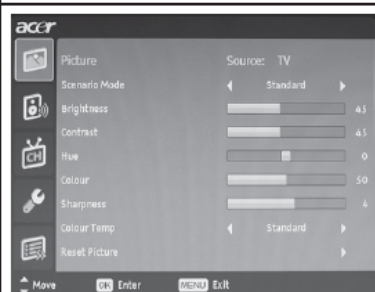 acer
Picture Source: TV
Scenario Mode Standard
Brightness 45
Contrast 45
Hue 0
CH
Colour 50
Sharpness 4
Colour Temp Standard
Reset Picture
Move OK Enter MENU Exit